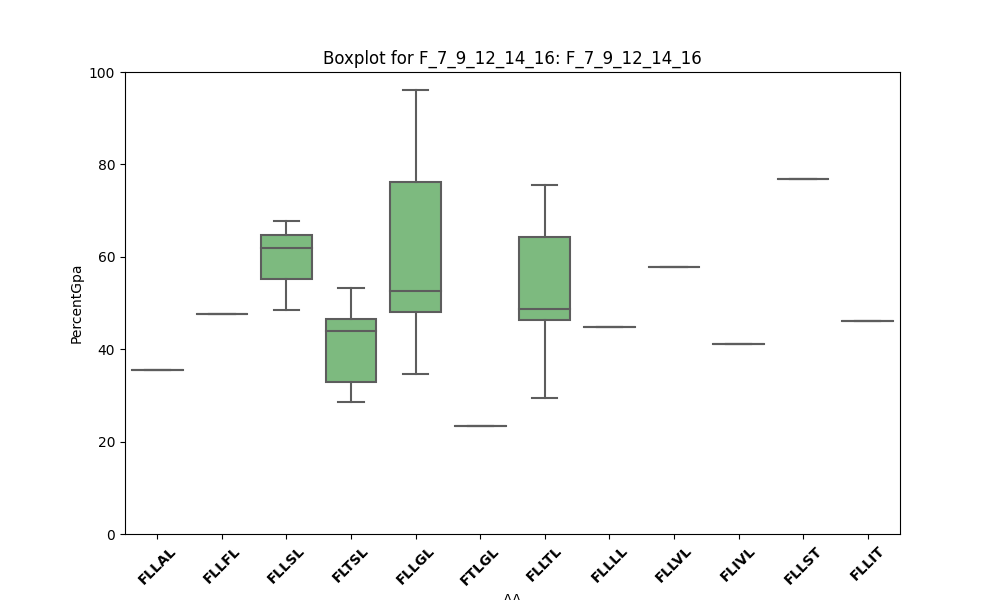 Boxplot for F_7_9_12_14_16: F_7_9_12_14_16
PercentGpa
100
80
60
40
20
0
FLLAL
FLLFL
FLLSL
FLTSL
FLLGL
FTLGL
FLLTL
FLLLL
FLLVL
FLIVL
FLLST
FLLIT
AA